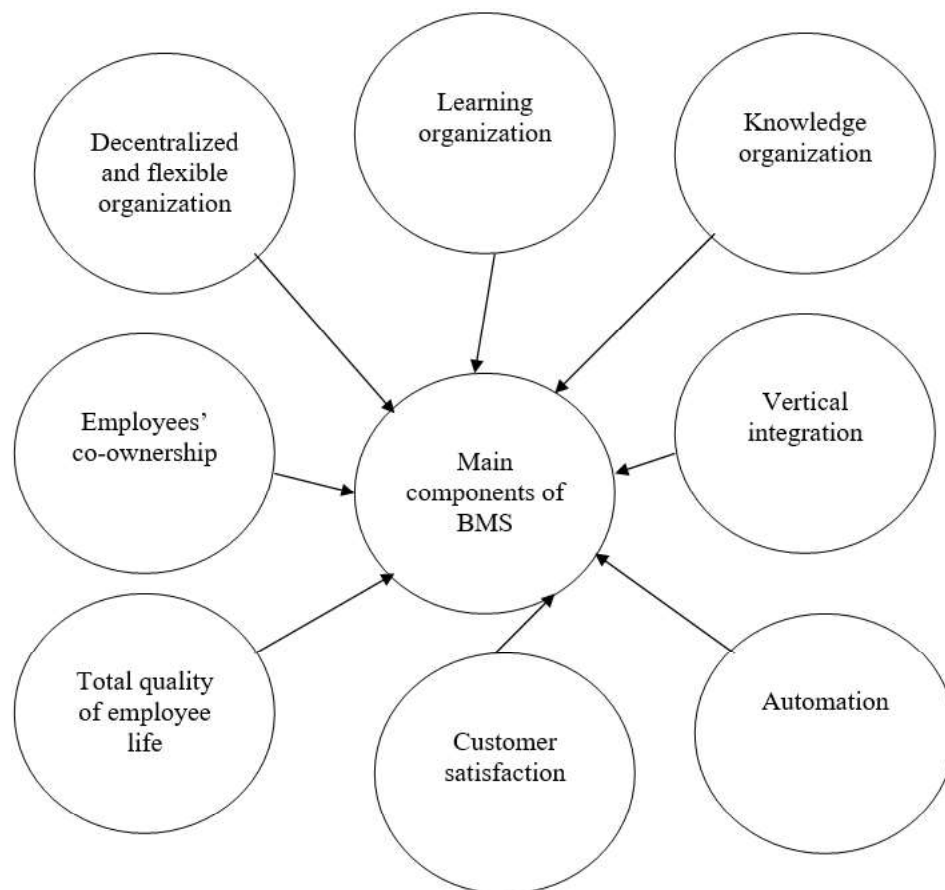 Decentralized
and flexible
organization
Learning
organization
Knowledge
organization
Employees’
co-ownership
Main
components of
BMS
Vertical
integration
Total quality
of employee
life
Customer
satisfaction
Automation